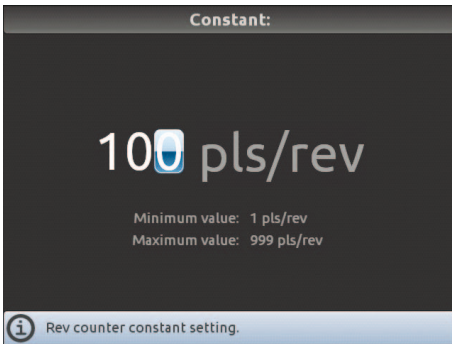 Constant:
100 pls/rev
Minimum value: 1 pls/rev
Maximum value: 999 pls/rev
Rev counter constant setting.